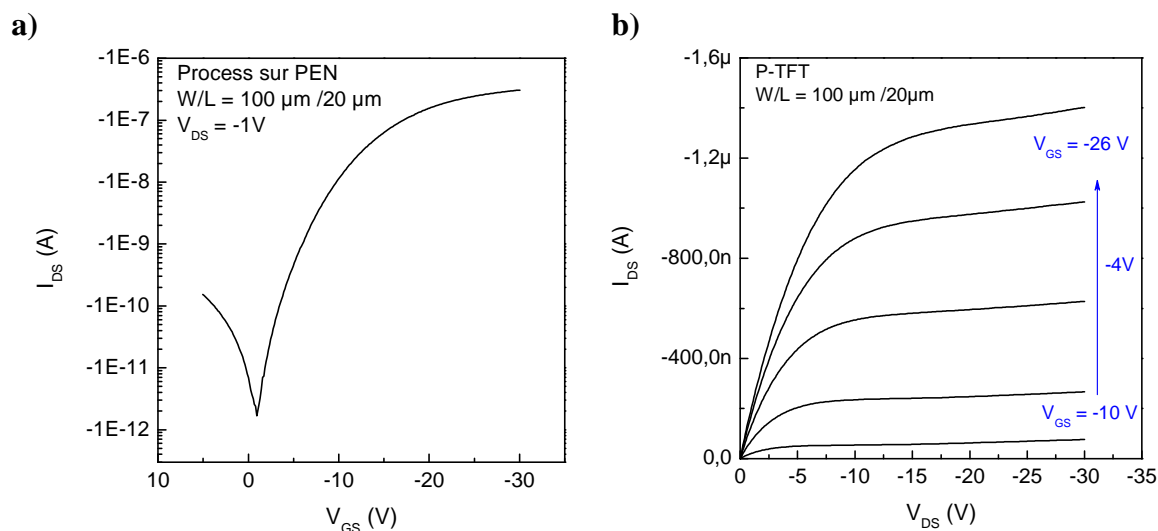 a)
-1E-6
-1E-7
-1E-8
-1E-9
-1E-10
-1E-11
-1E-12
I_DS (A)
Process sur PEN
W/L = 100 µm /20 µm
V_DS = -1V
10 0 -10 -20 -30
V_GS (V)
b)
-1,6µ
-1,2µ
-800,0n
-400,0n
0,0
I_DS (A)
P-TFT
W/L = 100 µm /20µm
V_GS = -26 V
-4V
V_GS = -10 V
0 -5 -10 -15 -20 -25 -30 -35
V_DS (V)